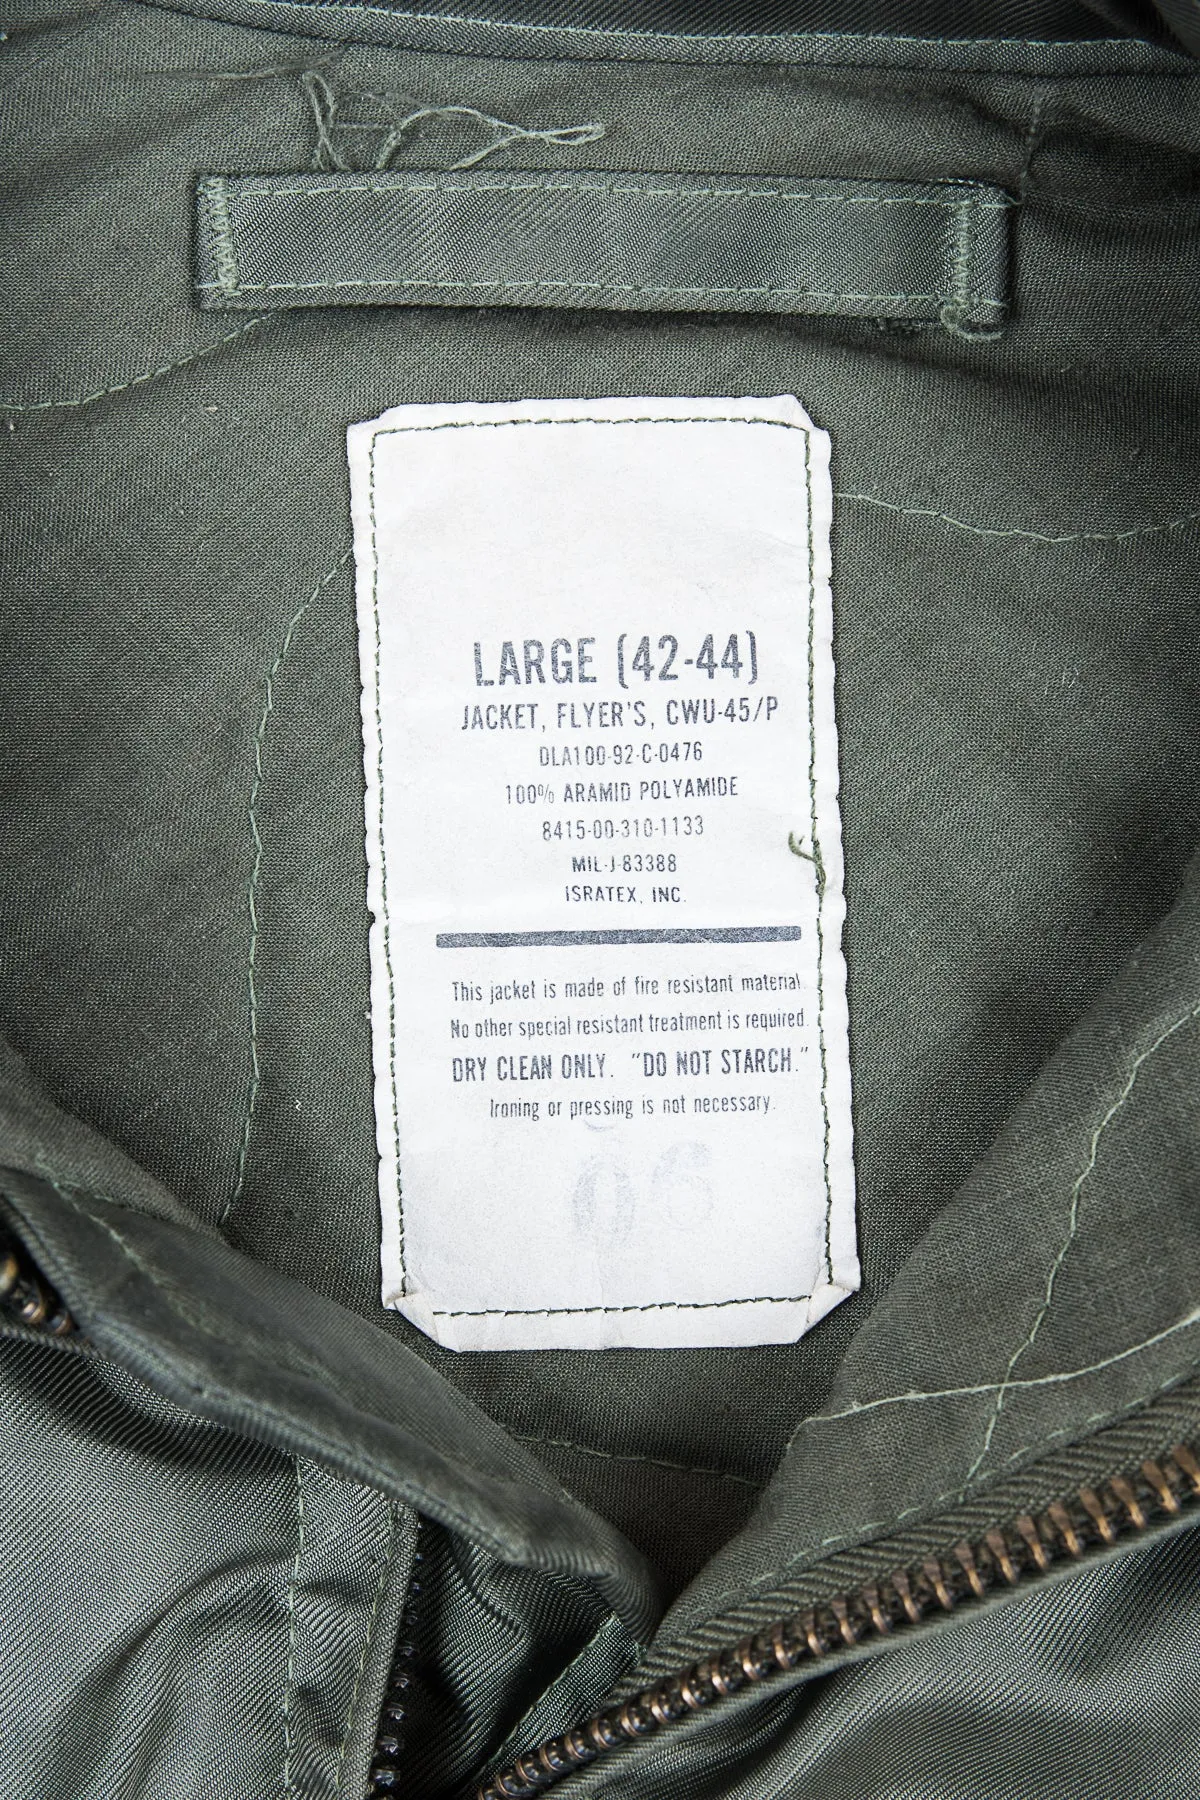 LARGE (42-44)
JACKET, FLYER'S, CWU-45/P
DLA100-92-C-0476
100% ARAMID POLYAMIDE
8415-00-310-1133
MIL-J-83388
ISRATEX, INC.
This jacket is made of fire resistant material.
No other special resistant treatment is required.
DRY CLEAN ONLY. "DO NOT STARCH."
Ironing or pressing is not necessary.